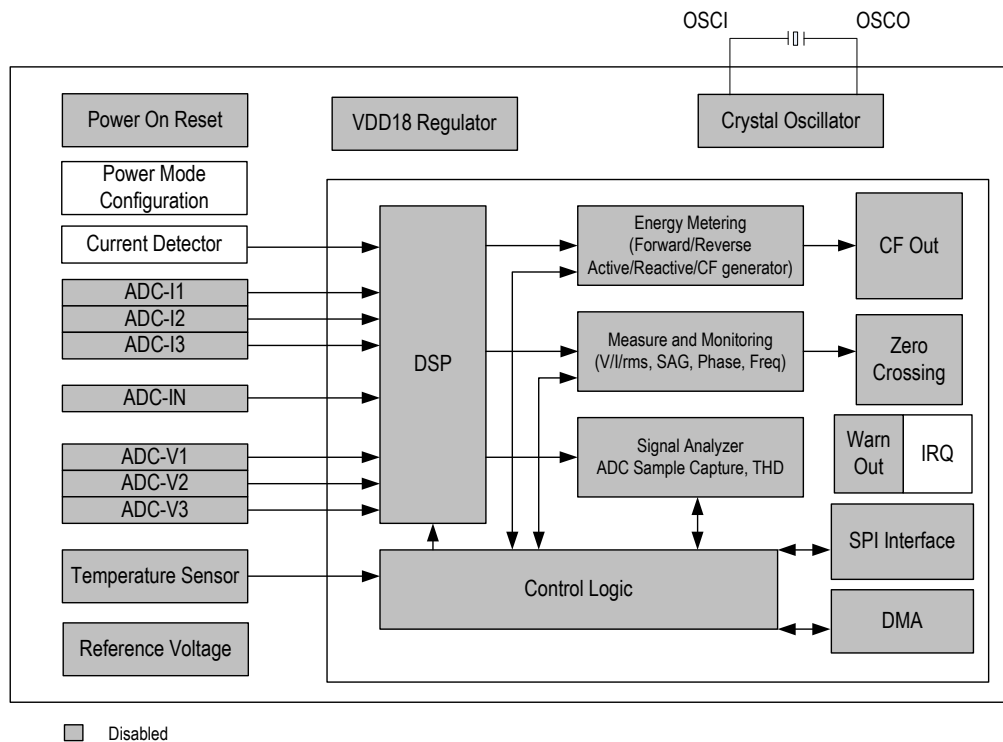 OSCI
OSCO
Power On Reset
VDD18 Regulator
Crystal Oscillator
Power Mode
Configuration
Current Detector
ADC-I1
ADC-I2
ADC-I3
ADC-IN
ADC-V1
ADC-V2
ADC-V3
Temperature Sensor
Reference Voltage
DSP
Energy Metering
(Forward/Reverse
Active/Reactive/CF generator)
CF Out
Measure and Monitoring
(V/I/rms, SAG, Phase, Freq)
Zero
Crossing
Signal Analyzer
ADC Sample Capture, THD
Warn
Out
IRQ
Control Logic
SPI Interface
DMA
Disabled